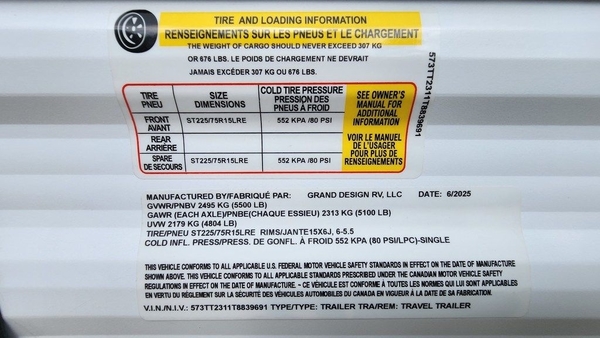 TIRE AND LOADING INFORMATION
RENSEIGNEMENTS SUR LES PNEUS ET LE CHARGEMENT
THE WEIGHT OF CARGO SHOULD NEVER EXCEED 307 KG
OR 676 LBS. LE POIDS DE CHARGEMENT NE DEVRAIT
JAMAIS EXCÉDER 307 KG OU 676 LBS.
TIRE PNEU SIZE DIMENSIONS COLD TIRE PRESSURE PRESSION DES PNEUS À FROID
FRONT AVANT ST225/75R15LRE 552 KPA /80 PSI
REAR ARRIÈRE
SPARE DE SECOURS ST225/75R15LRE 552 KPA /80 PSI
SEE OWNER'S
MANUAL FOR
ADDITIONAL
INFORMATION
VOIR LE MANUEL
DE L'USAGER
POUR PLUS DE
RENSEIGNEMENTS
573TT2311T8839691
MANUFACTURED BY/FABRIQUÉ PAR: GRAND DESIGN RV, LLC DATE: 6/2025
GVWR/PNBV 2495 KG (5500 LB)
GAWR (EACH AXLE)/PNBE(CHAQUE ESSIEU) 2313 KG (5100 LB)
UVW 2179 KG (4804 LB)
TIRE/PNEU ST225/75R15LRE RIMS/JANTE15X6J, 6-5.5
COLD INFL. PRESS/PRESS. DE GONFL. À FROID 552 KPA (80 PSI/LPC)-SINGLE
THIS VEHICLE CONFORMS TO ALL APPLICABLE U.S. FEDERAL MOTOR VEHICLE SAFETY STANDARDS IN EFFECT ON THE DATE OF MANUFACTURE
SHOWN ABOVE. THIS VEHICLE CONFORMS TO ALL APPLICABLE STANDARDS PRESCRIBED UNDER THE CANADIAN MOTOR VEHICLE SAFETY
REGULATIONS IN EFFECT ON THE DATE OF MANUFACTURE. - CE VÉHICULE EST CONFORME À TOUTES LES NORMES QUI LUI SONT APPLICABLES
EN VERTU DU RÈGLEMENT SUR LA SÉCURITÉ DES VÉHICULES AUTOMOBILES DU CANADA EN VIGUEUR À LA DATE DE SA FABRICATION.
V.I.N./N.I.V.: 573TT2311T8839691 TYPE/TYPE: TRAILER TRA/REM: TRAVEL TRAILER